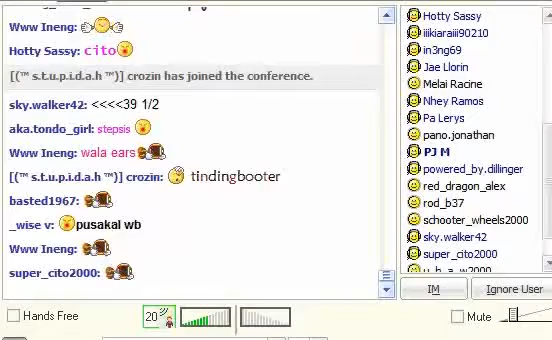 Www Ineng:
Hotty Sassy: cito
[(™ s.t.u.p.i.d.a.h ™)] crozin has joined the conference.
sky.walker42: <<<<39 1/2
aka.tondo_girl: stepsis
Www Ineng: wala ears
[(™ s.t.u.p.i.d.a.h ™)] crozin: tindingbooter
basted1967:
_wise v: pusakal wb
Www Ineng:
super_cito2000:
Hotty Sassy
iiikiaraiii90210
in3ng69
Jae Llorin
Melai Racine
Nhey Ramos
Pa Lerys
pano.jonathan
PJ M
powered_by.dillinger
red_dragon_alex
rod_b37
schooter_wheels2000
sky.walker42
super_cito2000
u_h_a_w2000
IM
Ignore User
Hands Free
20
Mute